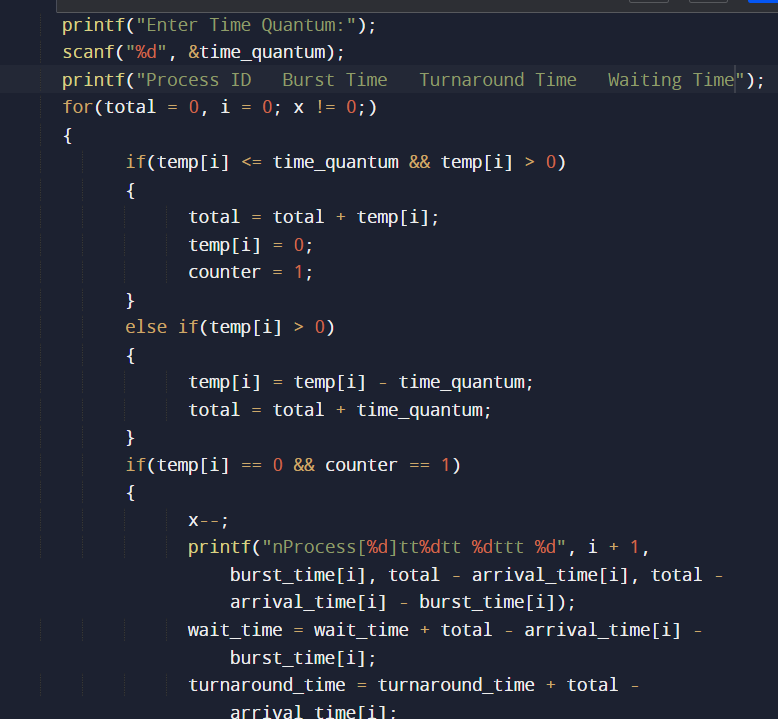 printf("Enter Time Quantum:");
scanf("%d", &time_quantum);
printf("Process ID   Burst Time   Turnaround Time   Waiting Time");
for(total = 0, i = 0; x != 0;)
{
if(temp[i] <= time_quantum && temp[i] > 0)
{
total = total + temp[i];
temp[i] = 0;
counter = 1;
}
else if(temp[i] > 0)
{
temp[i] = temp[i] - time_quantum;
total = total + time_quantum;
}
if(temp[i] == 0 && counter == 1)
{
x--;
printf("nProcess[%d]tt%dtt %dttt %d", i + 1,
burst_time[i], total - arrival_time[i], total -
arrival_time[i] - burst_time[i]);
wait_time = wait_time + total - arrival_time[i] -
burst_time[i];
turnaround_time = turnaround_time + total -
arrival_time[i];